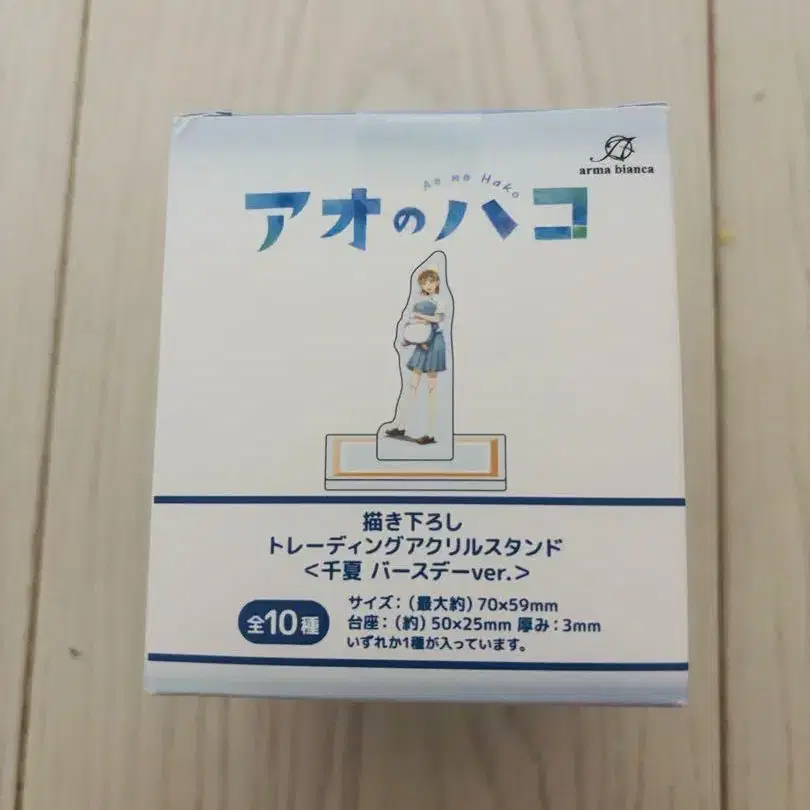 arma bianca
Ao no Hako
アオのハコ
描き下ろし
トレーディングアクリルスタンド
<千夏 バースデーver.>
全10種
サイズ：(最大約)70×59mm
台座：(約)50×25mm 厚み：3mm
いずれか1種が入っています。